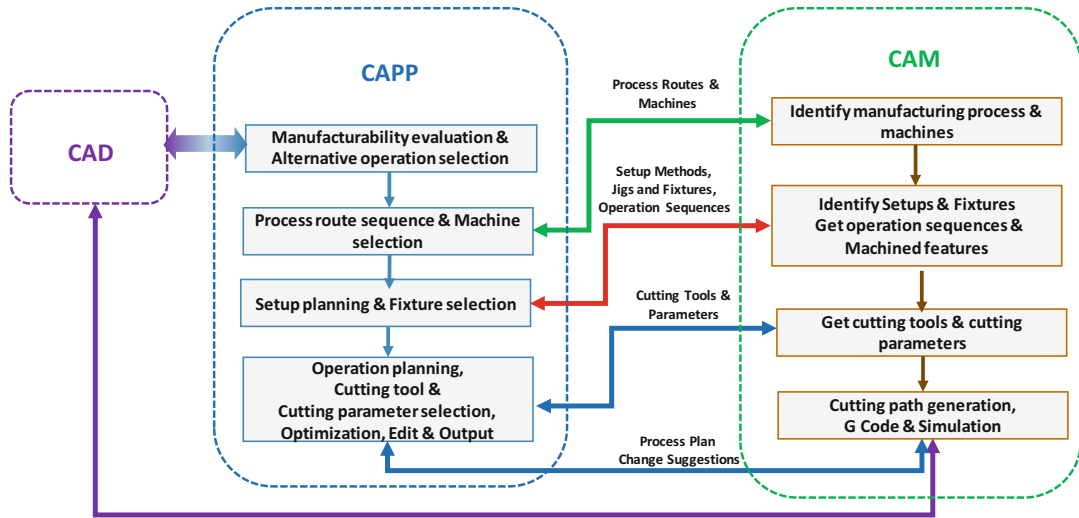 CAD
CAPP
Manufacturability evaluation &
Alternative operation selection
Process route sequence & Machine
selection
Setup planning & Fixture selection
Operation planning,
Cutting tool &
Cutting parameter selection,
Optimization, Edit & Output
Process Routes &
Machines
Setup Methods,
Jigs and Fixtures,
Operation Sequences
Cutting Tools &
Parameters
Process Plan
Change Suggestions
CAM
Identify manufacturing process &
machines
Identify Setups & Fixtures
Get operation sequences &
Machined features
Get cutting tools & cutting
parameters
Cutting path generation,
G Code & Simulation